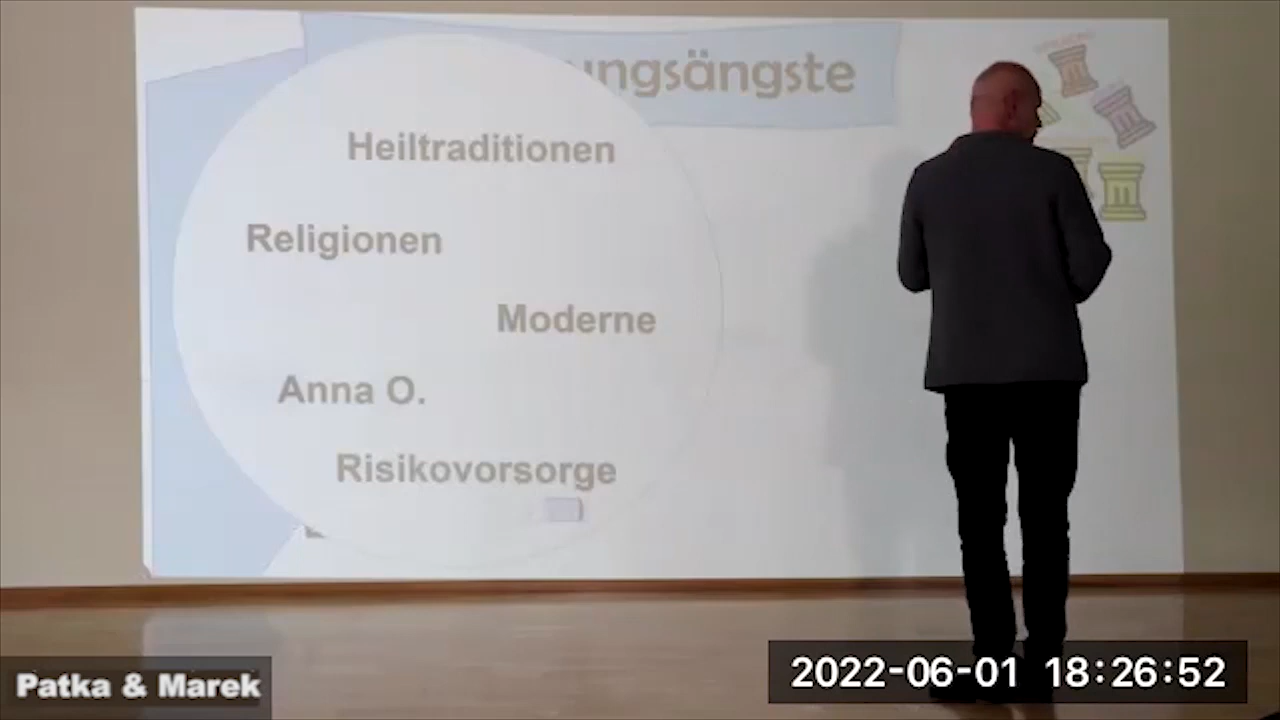 ungsängste
Heiltraditionen
Religionen
Moderne
Anna O.
Risikovorsorge
Patka & Marek
2022-06-01 18:26:52